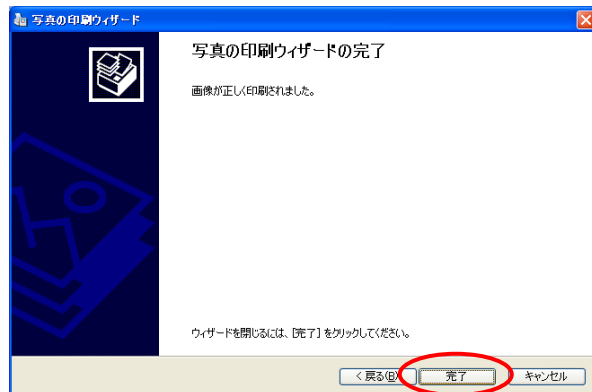 写真の印刷ウィザード
写真の印刷ウィザードの完了
画像が正しく印刷されました。
ウィザードを閉じるには、[完了] をクリックしてください。
< 戻る(B) 完了 キャンセル